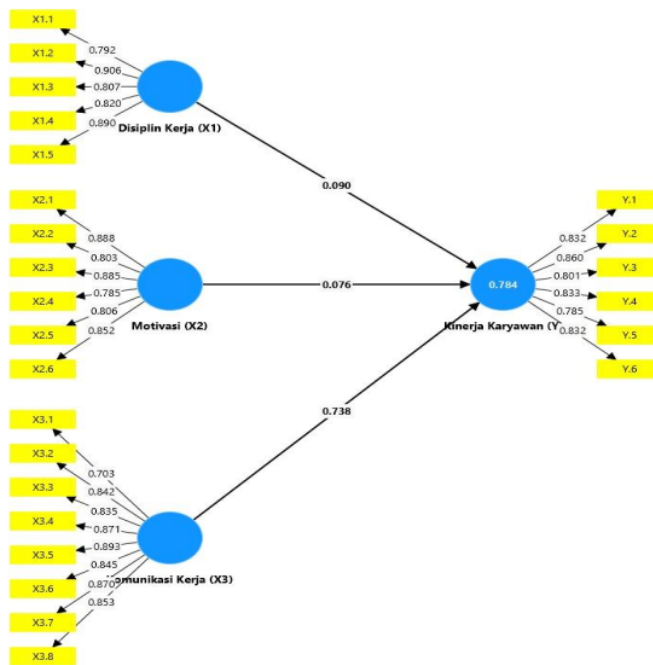 X1.1
X1.2
X1.3
X1.4
X1.5
0.792
0.906
0.807
0.820
0.890
Disiplin Kerja (X1)
0.090
X2.1
X2.2
X2.3
X2.4
X2.5
X2.6
0.888
0.803
0.885
0.785
0.806
0.852
Motivasi (X2)
0.076
X3.1
X3.2
X3.3
X3.4
X3.5
X3.6
X3.7
X3.8
0.703
0.842
0.835
0.871
0.893
0.845
0.870
0.853
omunikasi Kerja (X3)
0.738
0.784
Kinerja Karyawan (Y
0.832
0.860
0.801
0.833
0.785
0.832
Y.1
Y.2
Y.3
Y.4
Y.5
Y.6